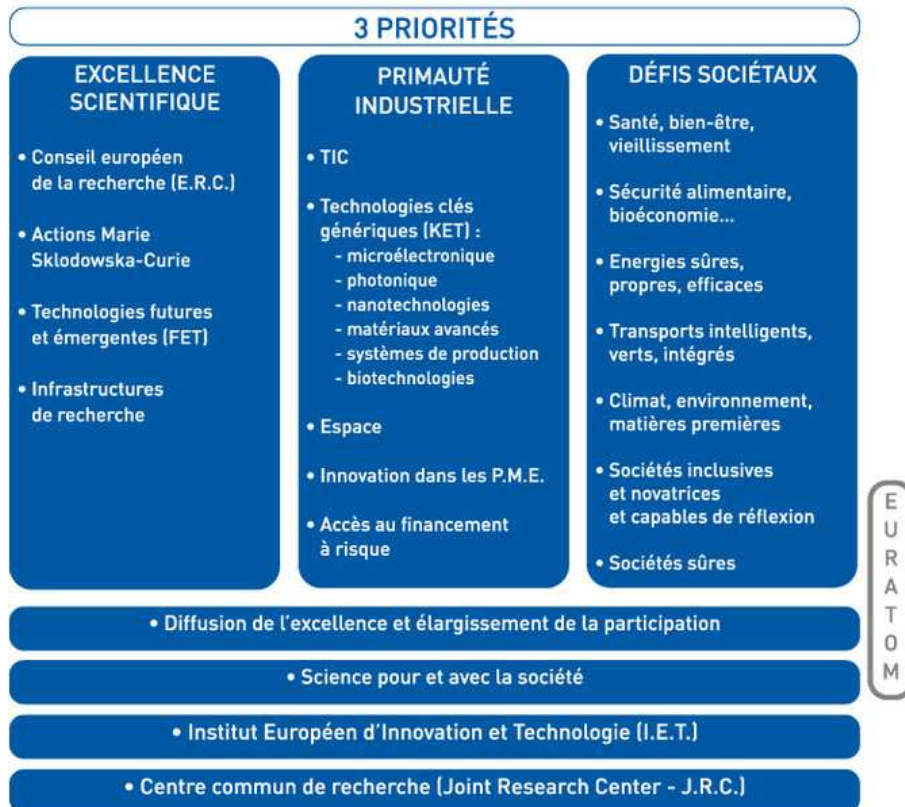 3 PRIORITÉS
EXCELLENCE
SCIENTIFIQUE
• Conseil européen
de la recherche (E.R.C.)
• Actions Marie
Sklodowska-Curie
• Technologies futures
et émergentes (FET)
• Infrastructures
de recherche
PRIMAUTÉ
INDUSTRIELLE
• TIC
• Technologies clés
génériques (KET) :
- microélectronique
- photonique
- nanotechnologies
- matériaux avancés
- systèmes de production
- biotechnologies
• Espace
• Innovation dans les P.M.E.
• Accès au financement
à risque
DÉFIS SOCIÉTAUX
• Santé, bien-être,
vieillissement
• Sécurité alimentaire,
bioéconomie...
• Energies sûres,
propres, efficaces
• Transports intelligents,
verts, intégrés
• Climat, environnement,
matières premières
• Sociétés inclusives
et novatrices
et capables de réflexion
• Sociétés sûres
EURATOM
• Diffusion de l'excellence et élargissement de la participation
• Science pour et avec la société
• Institut Européen d'Innovation et Technologie (I.E.T.)
• Centre commun de recherche (Joint Research Center - J.R.C.)